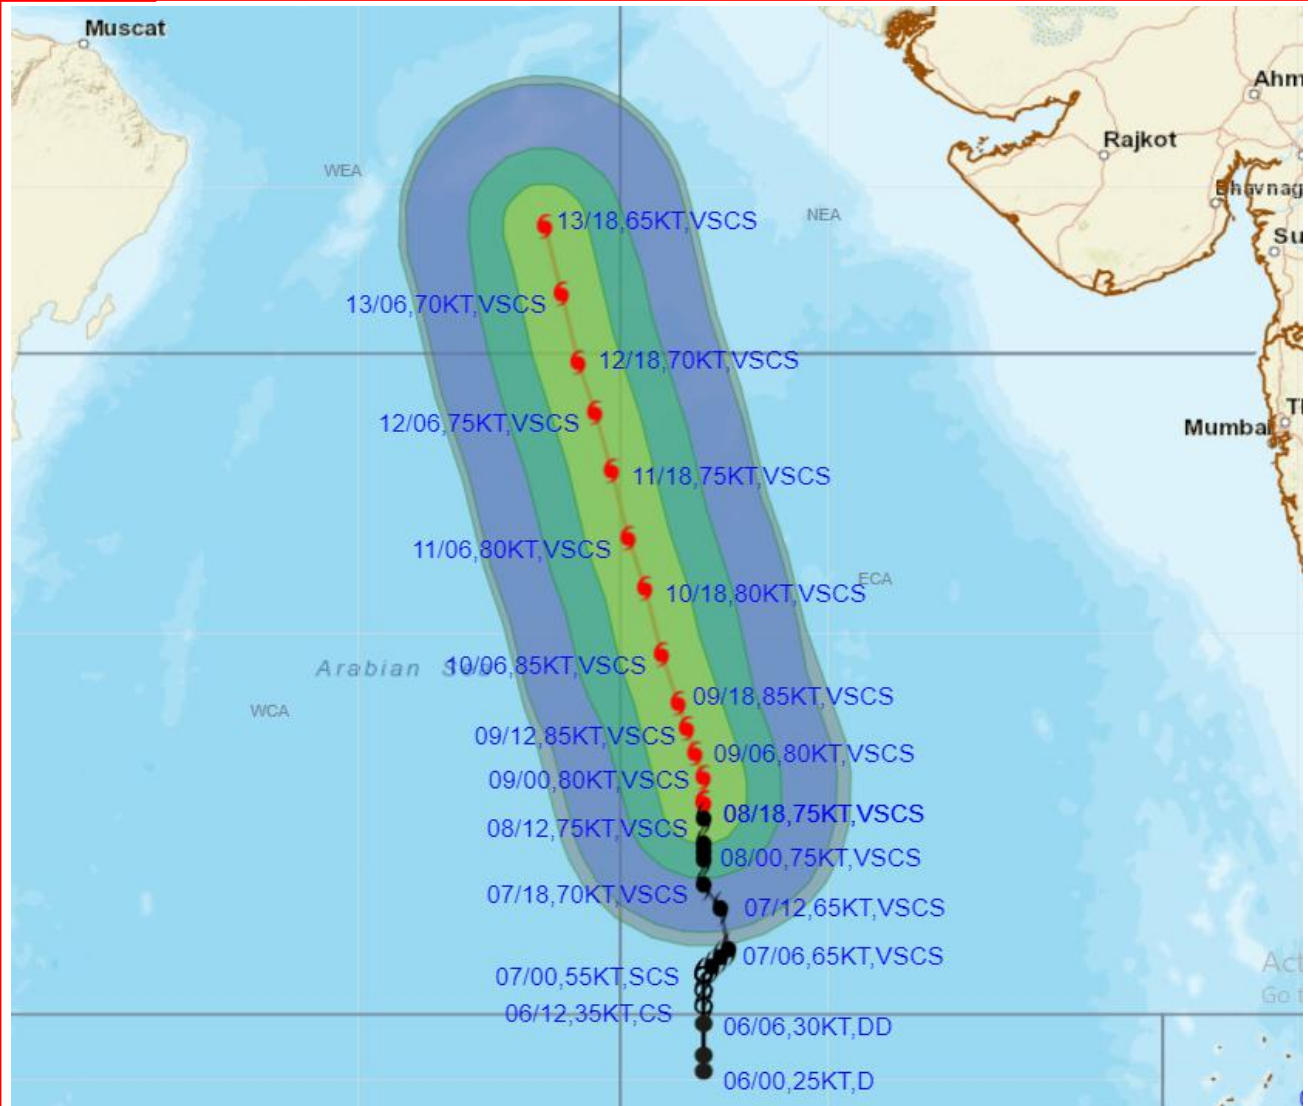 Muscat
Ahm
Rajkot
WEA
Bhavnag
NEA
13/18,65KT,VSCS
Su
13/06,70KT,VSCS
12/18,70KT,VSCS
Th
12/06,75KT,VSCS
Mumbai
11/18,75KT,VSCS
11/06,80KT,VSCS
ECA
10/18,80KT,VSCS
Arabian Sea
10/06,85KT,VSCS
09/18,85KT,VSCS
WCA
09/12,85KT,VSCS
09/06,80KT,VSCS
09/00,80KT,VSCS
08/18,75KT,VSCS
08/12,75KT,VSCS
08/00,75KT,VSCS
07/18,70KT,VSCS
07/12,65KT,VSCS
07/06,65KT,VSCS
Act
07/00,55KT,SCS
Go t
06/12,35KT,CS
06/06,30KT,DD
06/00,25KT,D